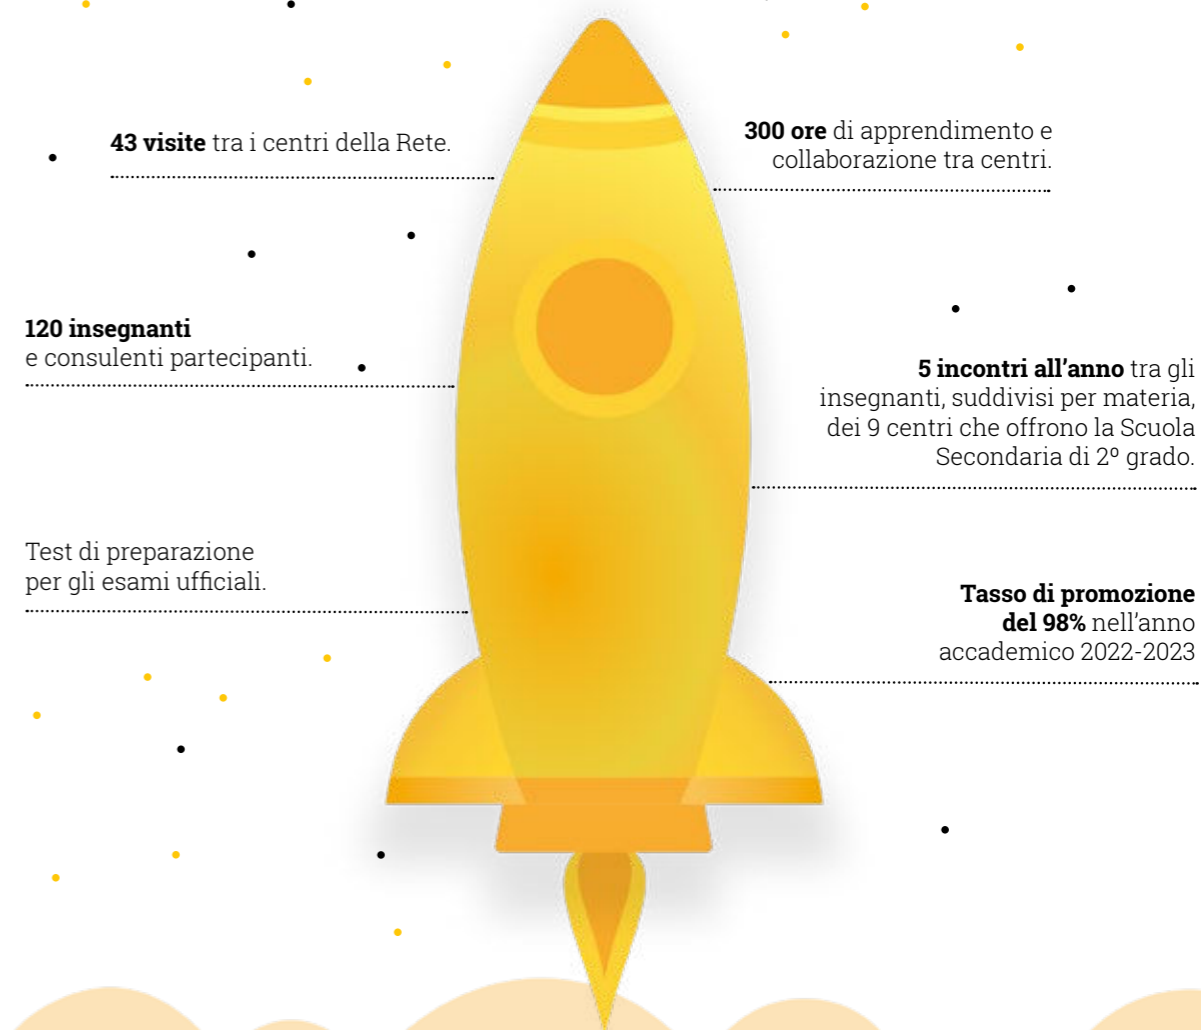 43 visite tra i centri della Rete.
300 ore di apprendimento e
collaborazione tra centri.
120 insegnanti
e consulenti partecipanti.
5 incontri all’anno tra gli
insegnanti, suddivisi per materia,
dei 9 centri che offrono la Scuola
Secondaria di 2º grado.
Test di preparazione
per gli esami ufficiali.
Tasso di promozione
del 98% nell’anno
accademico 2022-2023